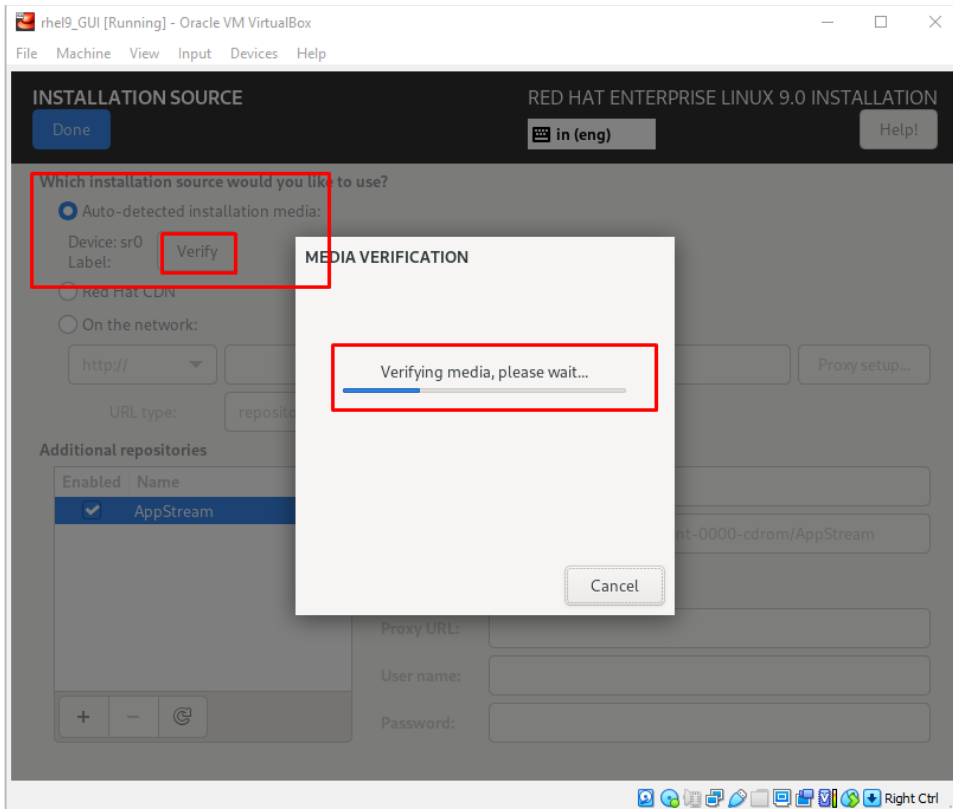 rhel9_GUI [Running] - Oracle VM VirtualBox
File Machine View Input Devices Help
INSTALLATION SOURCE
RED HAT ENTERPRISE LINUX 9.0 INSTALLATION
Done
in (eng)
Help!
Which installation source would you like to use?
Auto-detected installation media:
Device: sr0
Label:
Verify
Red Hat CDN
On the network:
http://
Proxy setup...
URL type:
reposito
MEDIA VERIFICATION
Verifying media, please wait...
Cancel
Additional repositories
Enabled Name
AppStream
nt-0000-cdrom/AppStream
Proxy URL:
User name:
Password:
Right Ctrl